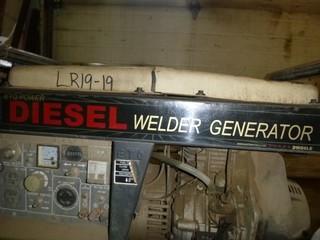 LR19-19
DIESEL WELDER GENERATOR